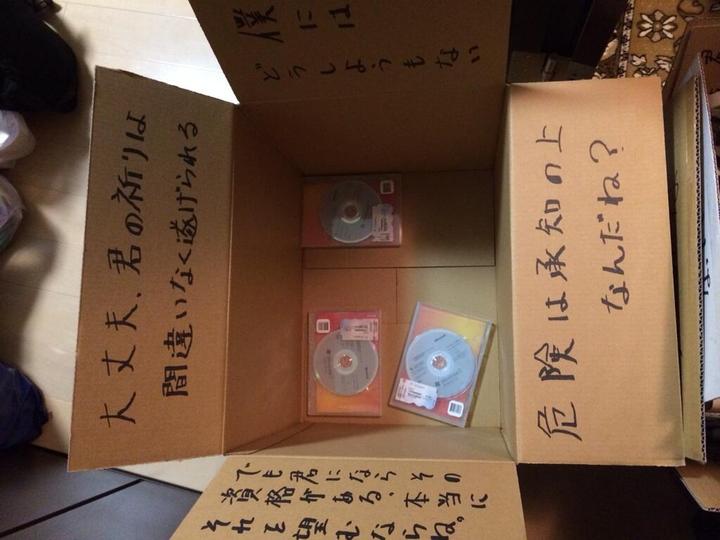 危険は承知の上
なんだね?
僕には
どうしようもない
でも君になら その
資格がある、本当に
それを望むならね。
大丈夫、君の祈りは
間違いなく遂げられる